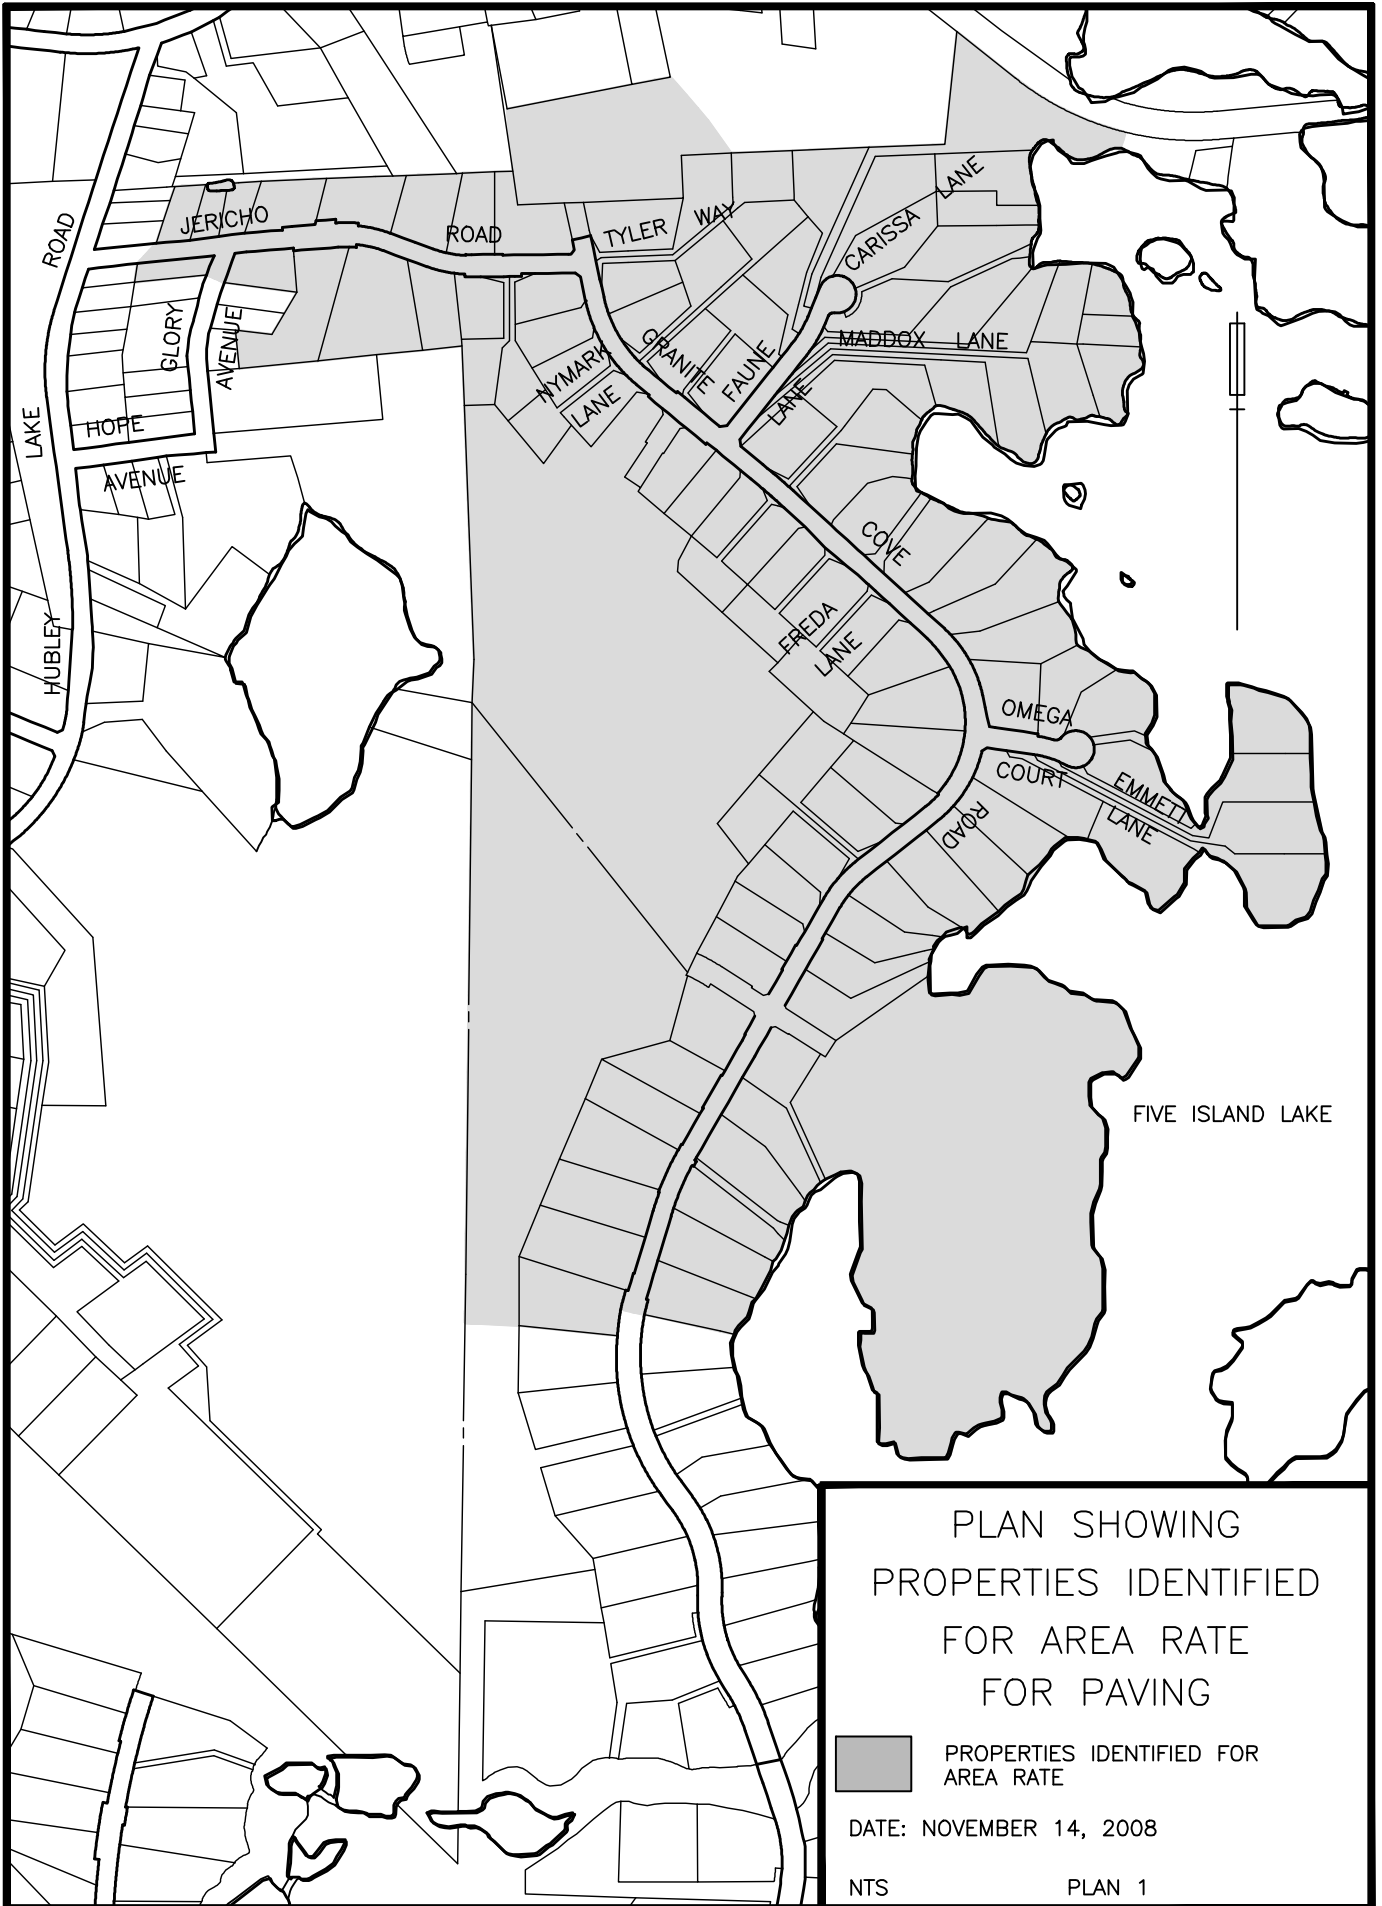 JERICHO
ROAD
ROAD
TYLER WAY
CARISSA LANE
MADDOX LANE
GLORY
AVENUE
GRANITE
FAUNE
LANE
NYMARK
LANE
LAKE
HOPE
AVENUE
COVE
FREDA
LANE
HUBLEY
OMEGA
COURT
EMMETT
LANE
ROAD
FIVE ISLAND LAKE
PLAN SHOWING
PROPERTIES IDENTIFIED
FOR AREA RATE
FOR PAVING
PROPERTIES IDENTIFIED FOR
AREA RATE
DATE: NOVEMBER 14, 2008
NTS PLAN 1